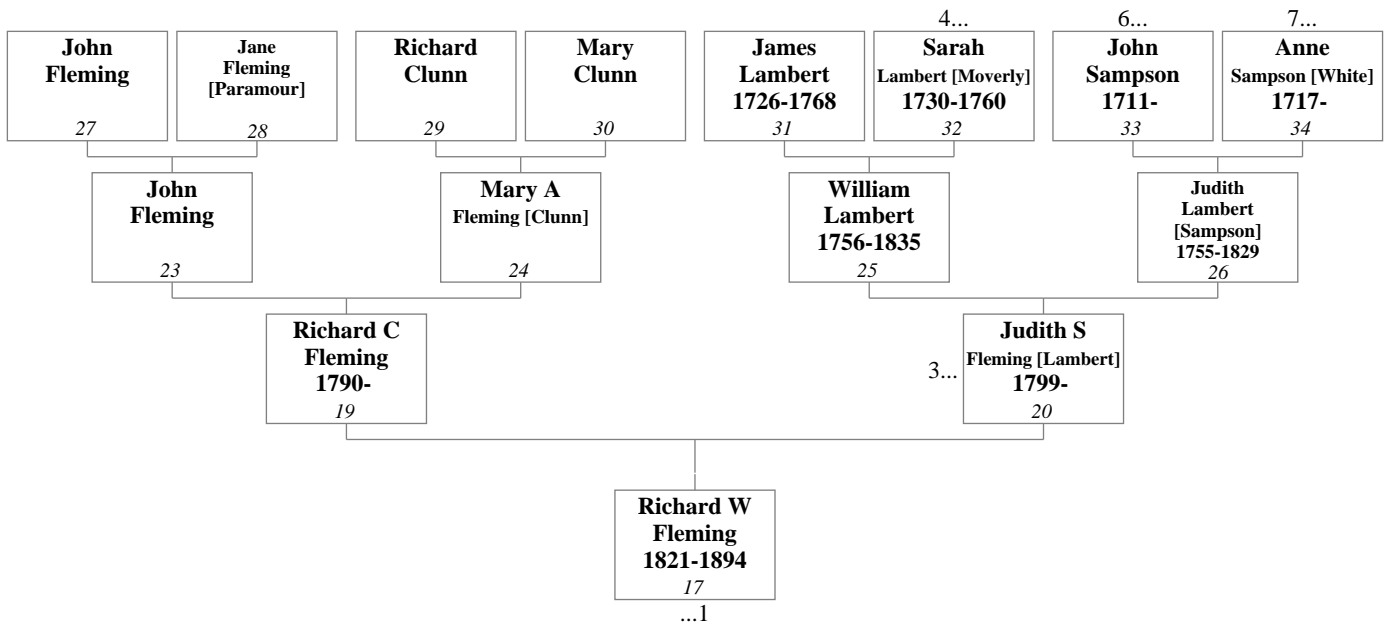 4...
6...
7...
John
Fleming
27
Jane
Fleming
[Paramour]
28
Richard
Clunn
29
Mary
Clunn
30
James
Lambert
1726-1768
31
Sarah
Lambert [Moverly]
1730-1760
32
John
Sampson
1711-
33
Anne
Sampson [White]
1717-
34
John
Fleming
23
Mary A
Fleming [Clunn]
24
William
Lambert
1756-1835
25
Judith
Lambert
[Sampson]
1755-1829
26
Richard C
Fleming
1790-
19
3...
Judith S
Fleming [Lambert]
1799-
20
Richard W
Fleming
1821-1894
17
...1